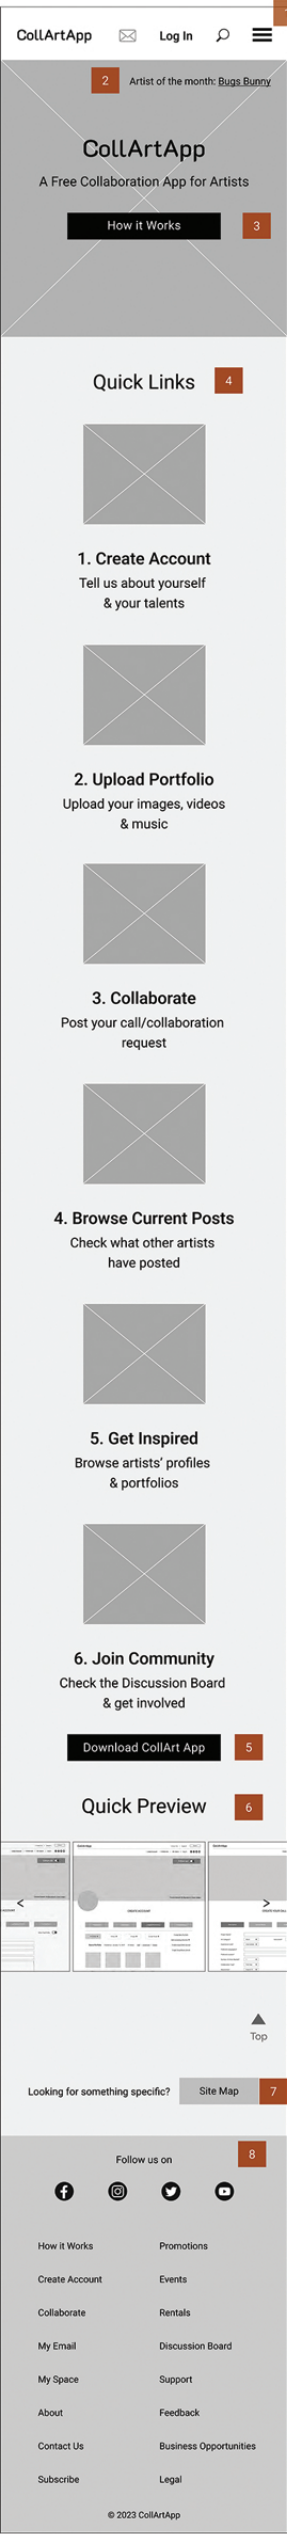 CollArtApp Log In
2 Artist of the month: Bugs Bunny
CollArtApp
A Free Collaboration App for Artists
How it Works 3
Quick Links 4
1. Create Account
Tell us about yourself
& your talents
2. Upload Portfolio
Upload your images, videos
& music
3. Collaborate
Post your call/collaboration
request
4. Browse Current Posts
Check what other artists
have posted
5. Get Inspired
Browse artists' profiles
& portfolios
6. Join Community
Check the Discussion Board
& get involved
Download CollArt App 5
Quick Preview 6
< >
CREATE ACCOUNT
Top
Looking for something specific? Site Map 7
8
Follow us on
How it Works Promotions
Create Account Events
Collaborate Rentals
My Email Discussion Board
My Space Support
About Feedback
Contact Us Business Opportunities
Subscribe Legal
© 2023 CollArtApp